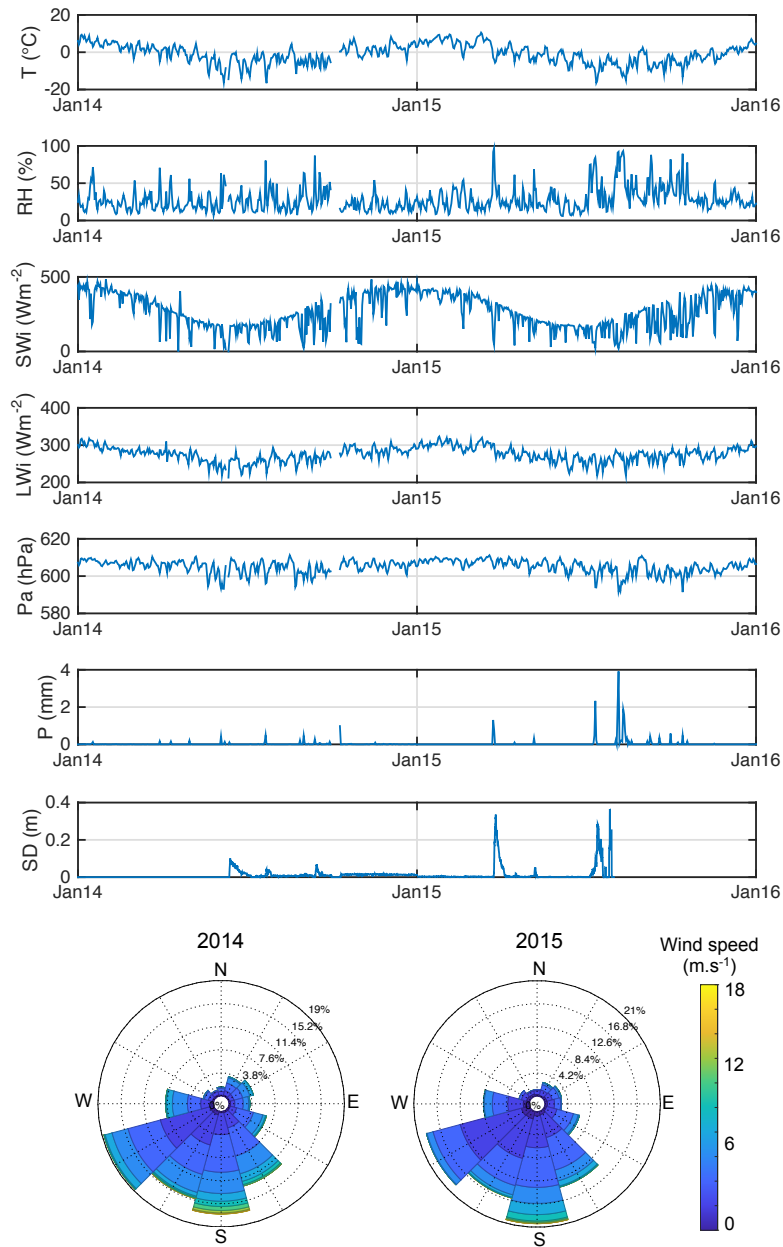 20
0
-20
T (°C)
Jan14 Jan15 Jan16
100
50
0
RH (%)
Jan14 Jan15 Jan16
500
0
SWi (Wm-2)
Jan14 Jan15 Jan16
400
300
200
LWi (Wm-2)
Jan14 Jan15 Jan16
620
600
580
Pa (hPa)
Jan14 Jan15 Jan16
4
2
0
P (mm)
Jan14 Jan15 Jan16
0.4
0.2
0
SD (m)
Jan14 Jan15 Jan16
2014
N
19%
15.2%
11.4%
7.6%
3.8%
%
W E
S
2015
N
21%
16.8%
12.6%
8.4%
4.2%
%
W E
S
Wind speed
(m.s-1)
18
12
6
0